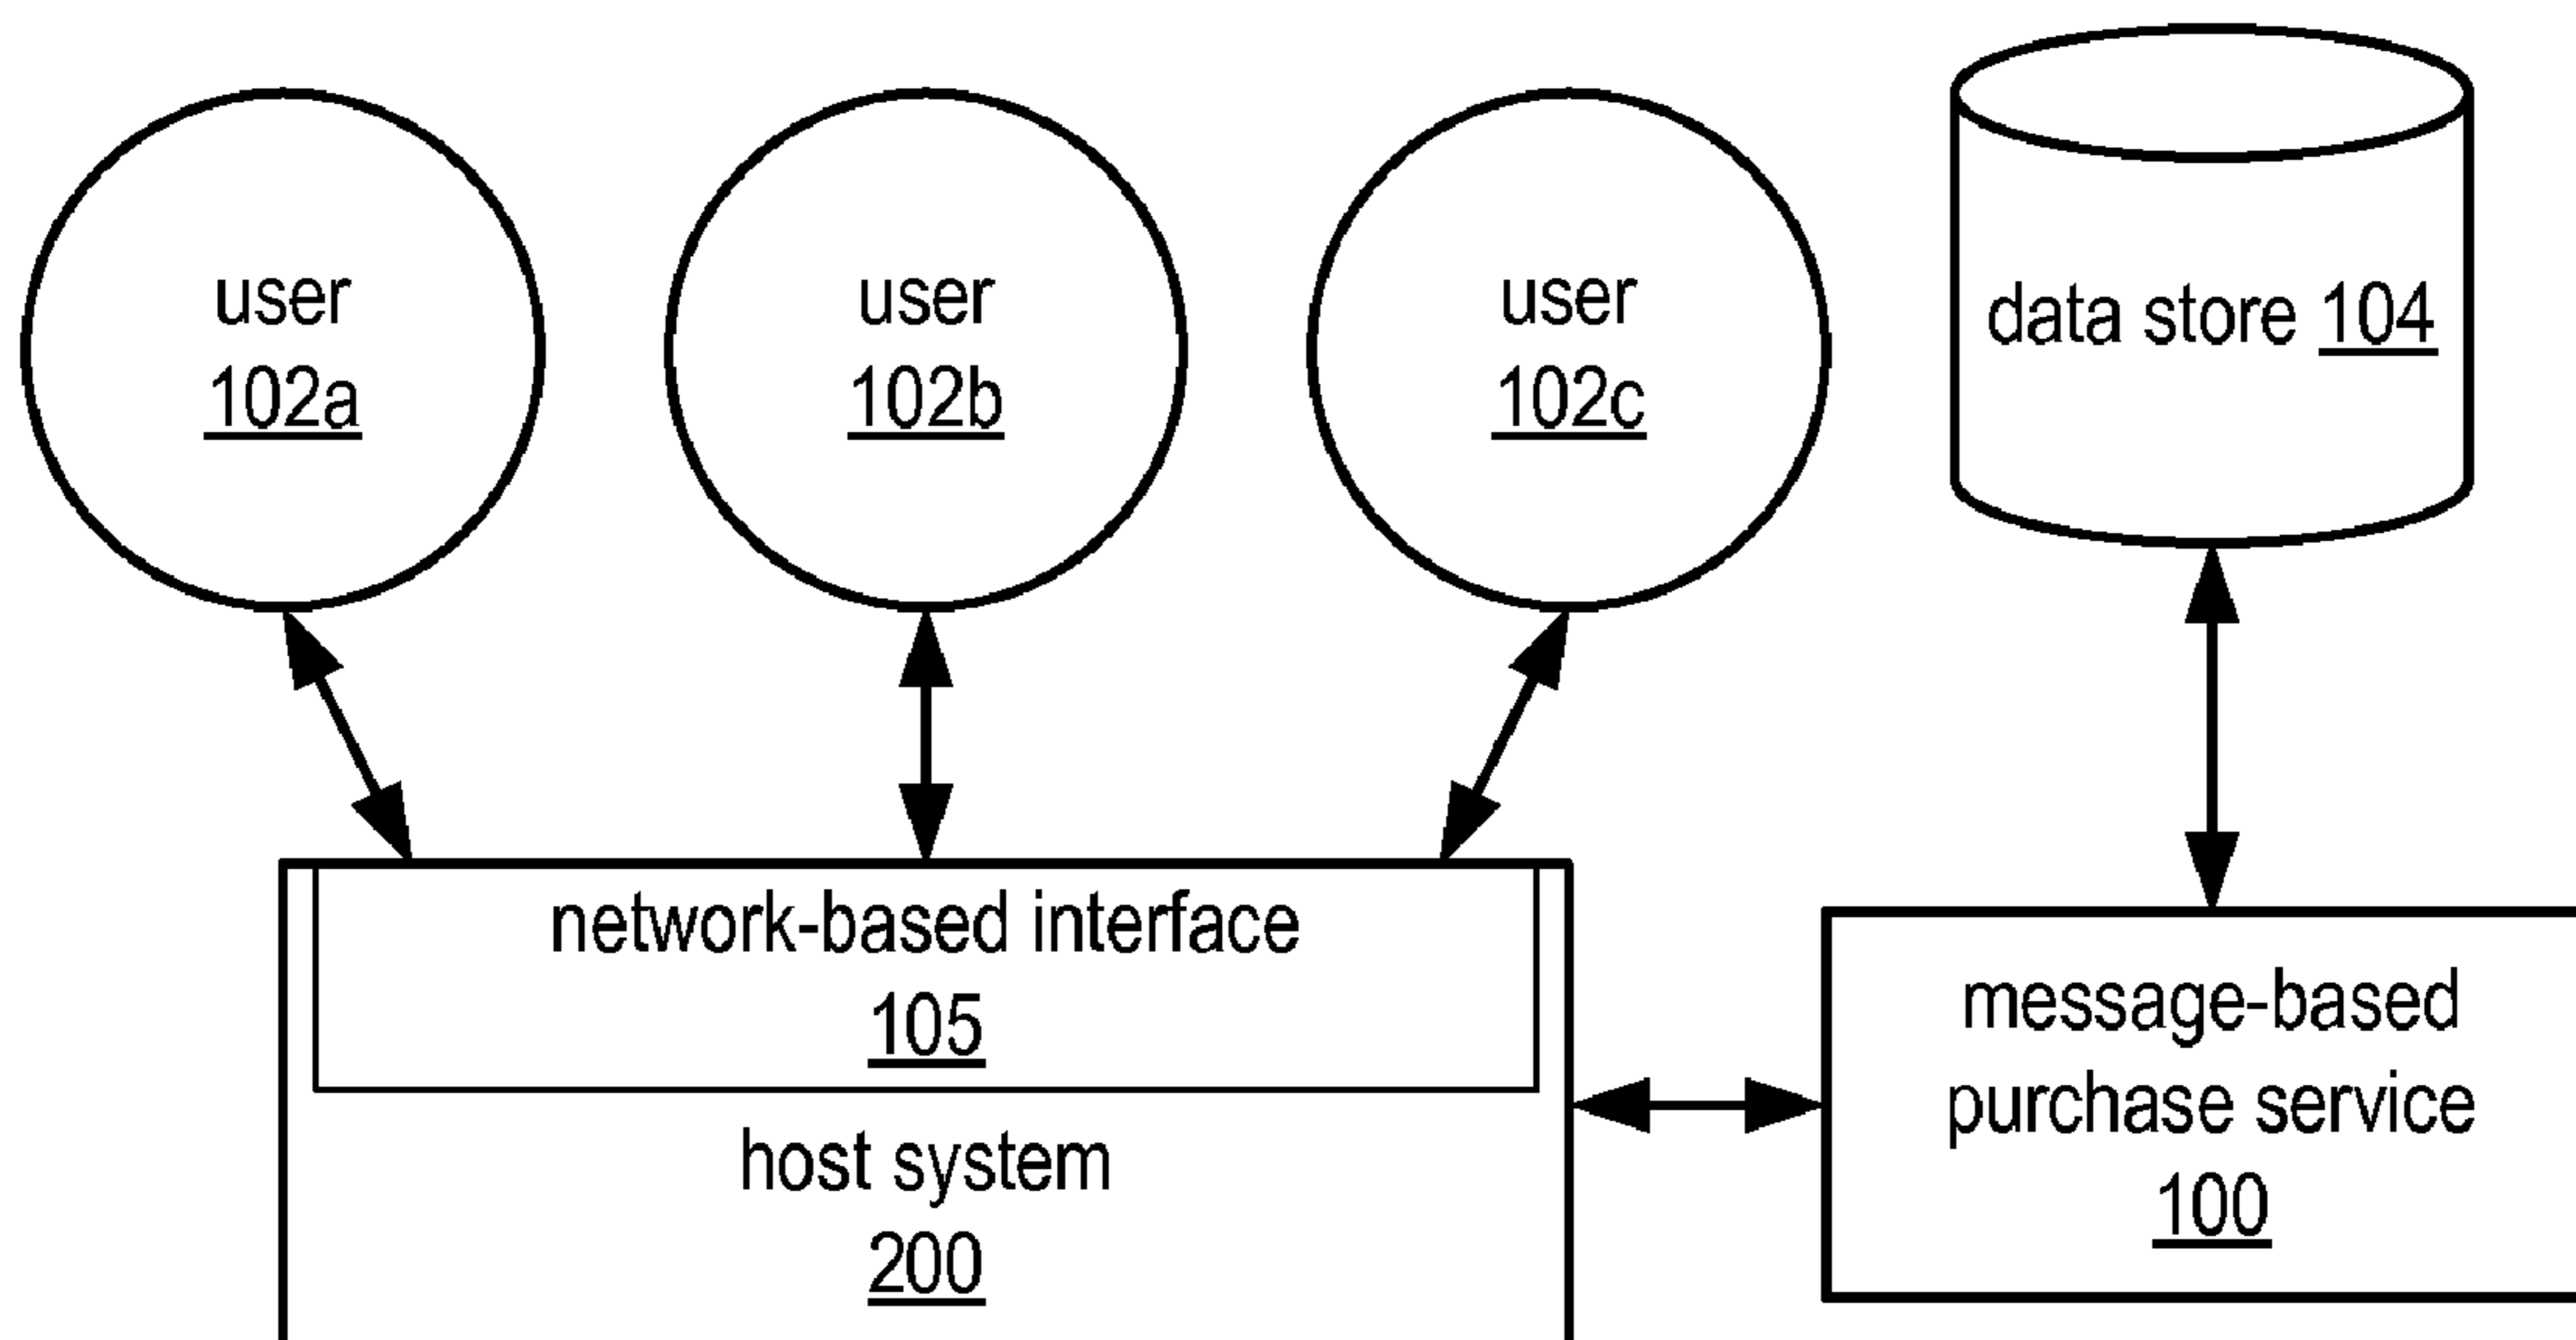 user
102a
user
102b
user
102c
data store 104
network-based interface
105
host system
200
message-based
purchase service
100